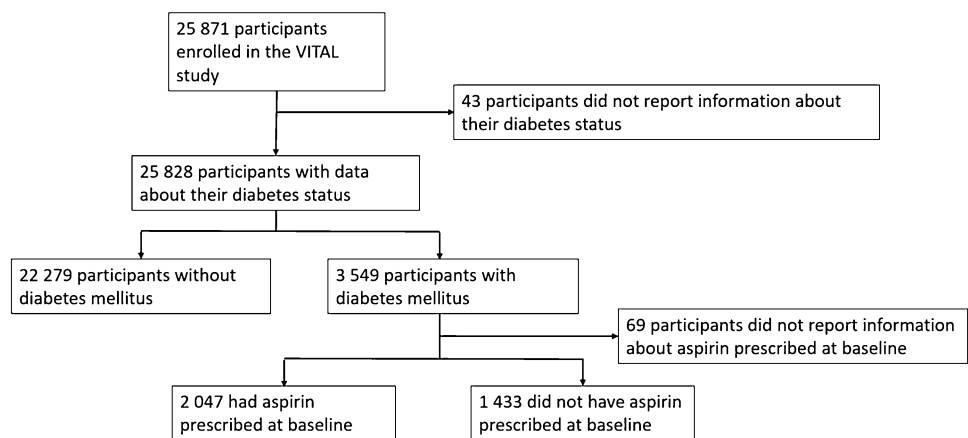 25 871 participants
enrolled in the VITAL
study
43 participants did not report information about
their diabetes status
25 828 participants with data
about their diabetes status
22 279 participants without
diabetes mellitus
3 549 participants with
diabetes mellitus
69 participants did not report information
about aspirin prescribed at baseline
2 047 had aspirin
prescribed at baseline
1 433 did not have aspirin
prescribed at baseline